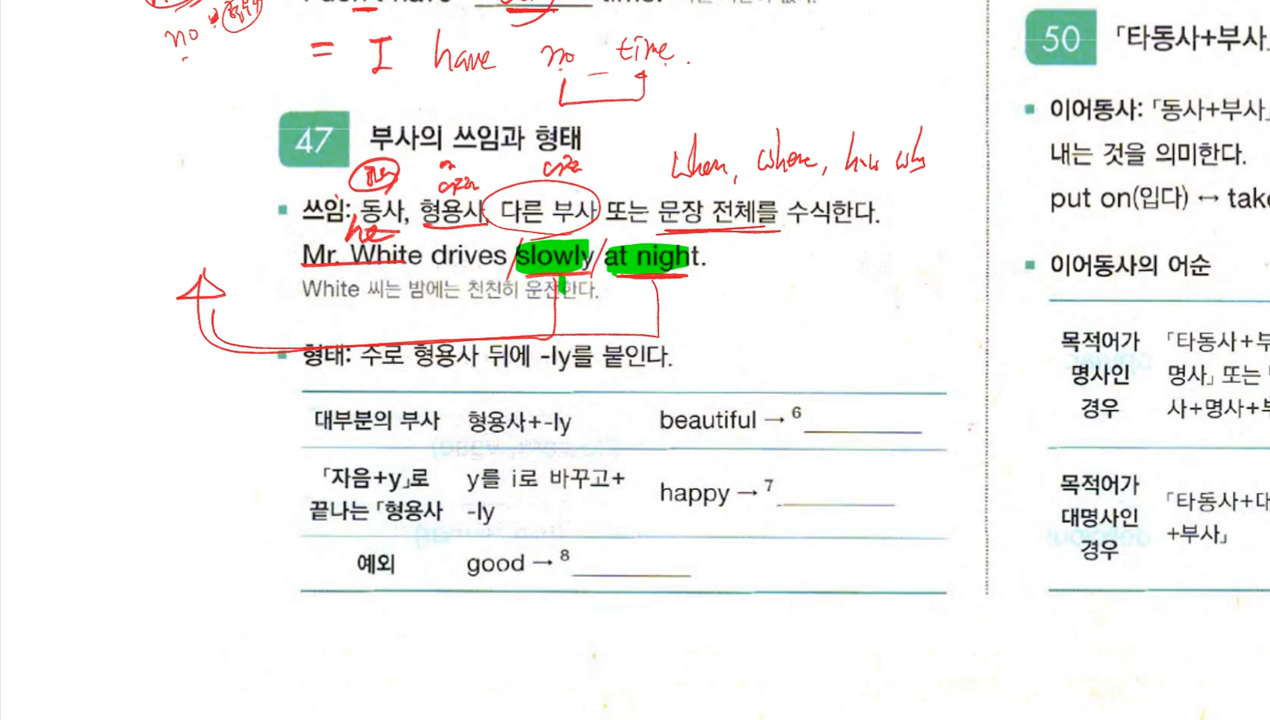 no
= I have no time.
47 부사의 쓰임과 형태
when, where, how why
쓰임: 동사, 형용사, 다른 부사 또는 문장 전체를 수식한다.
he
Mr. White drives slowly at night.
White 씨는 밤에는 천천히 운전한다.
형태: 수로 형용사 뒤에 -ly를 붙인다.
대부분의 부사 형용사+-ly beautiful → 6
「자음+y」로 y를 i로 바꾸고+ happy → 7
끝나는 「형용사 -ly
예외 good → 8
50 「타동사+부사」
이어동사: 「동사+부사」
내는 것을 의미한다.
put on(입다) ↔ take
이어동사의 어순
목적어가 「타동사+부
명사인 명사」 또는
경우 사+명사+부
목적어가 「타동사+대
대명사인 +부사」
경우